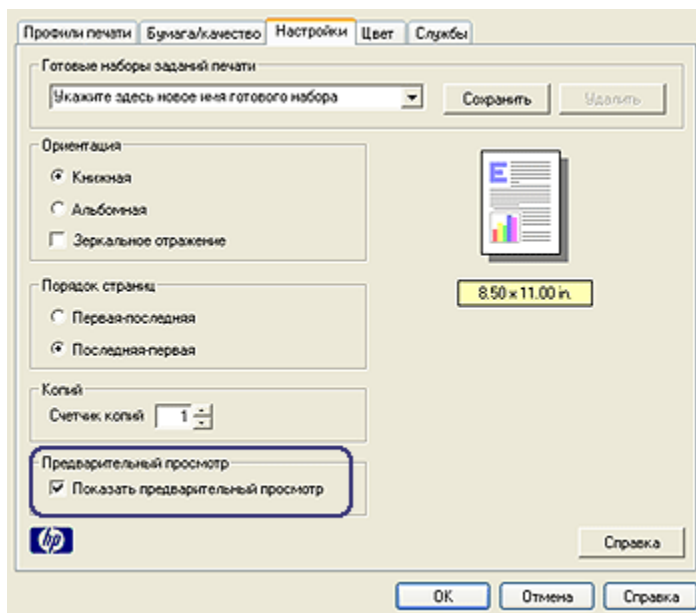 Профили печати Бумага/качество Настройки Цвет Службы
Готовые наборы заданий печати
Укажите здесь новое имя готового набора Сохранить Удалить
Ориентация
Книжная
Альбомная
Зеркальное отражение
E
8.50 x 11.00 in.
Порядок страниц
Первая-последняя
Последняя-первая
Копий
Счетчик копий 1
Предварительный просмотр
Показать предварительный просмотр
hp
Справка
OK Отмена Справка